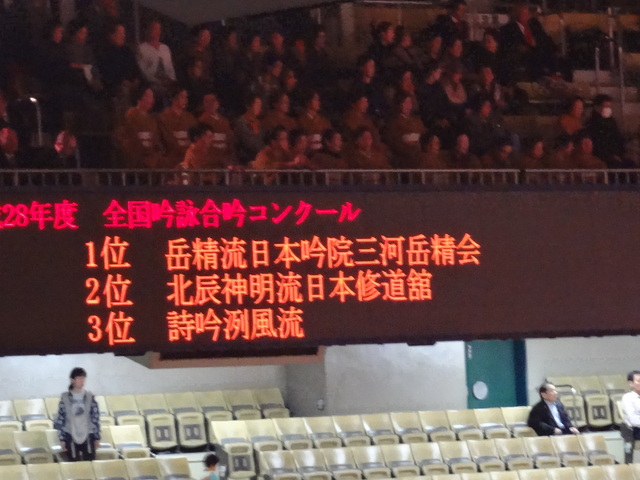 28年度 全国吟詠合吟コンクール
1位 岳精流日本吟院三河岳精会
2位 北辰神明流日本修道舘
3位 詩吟洌風流